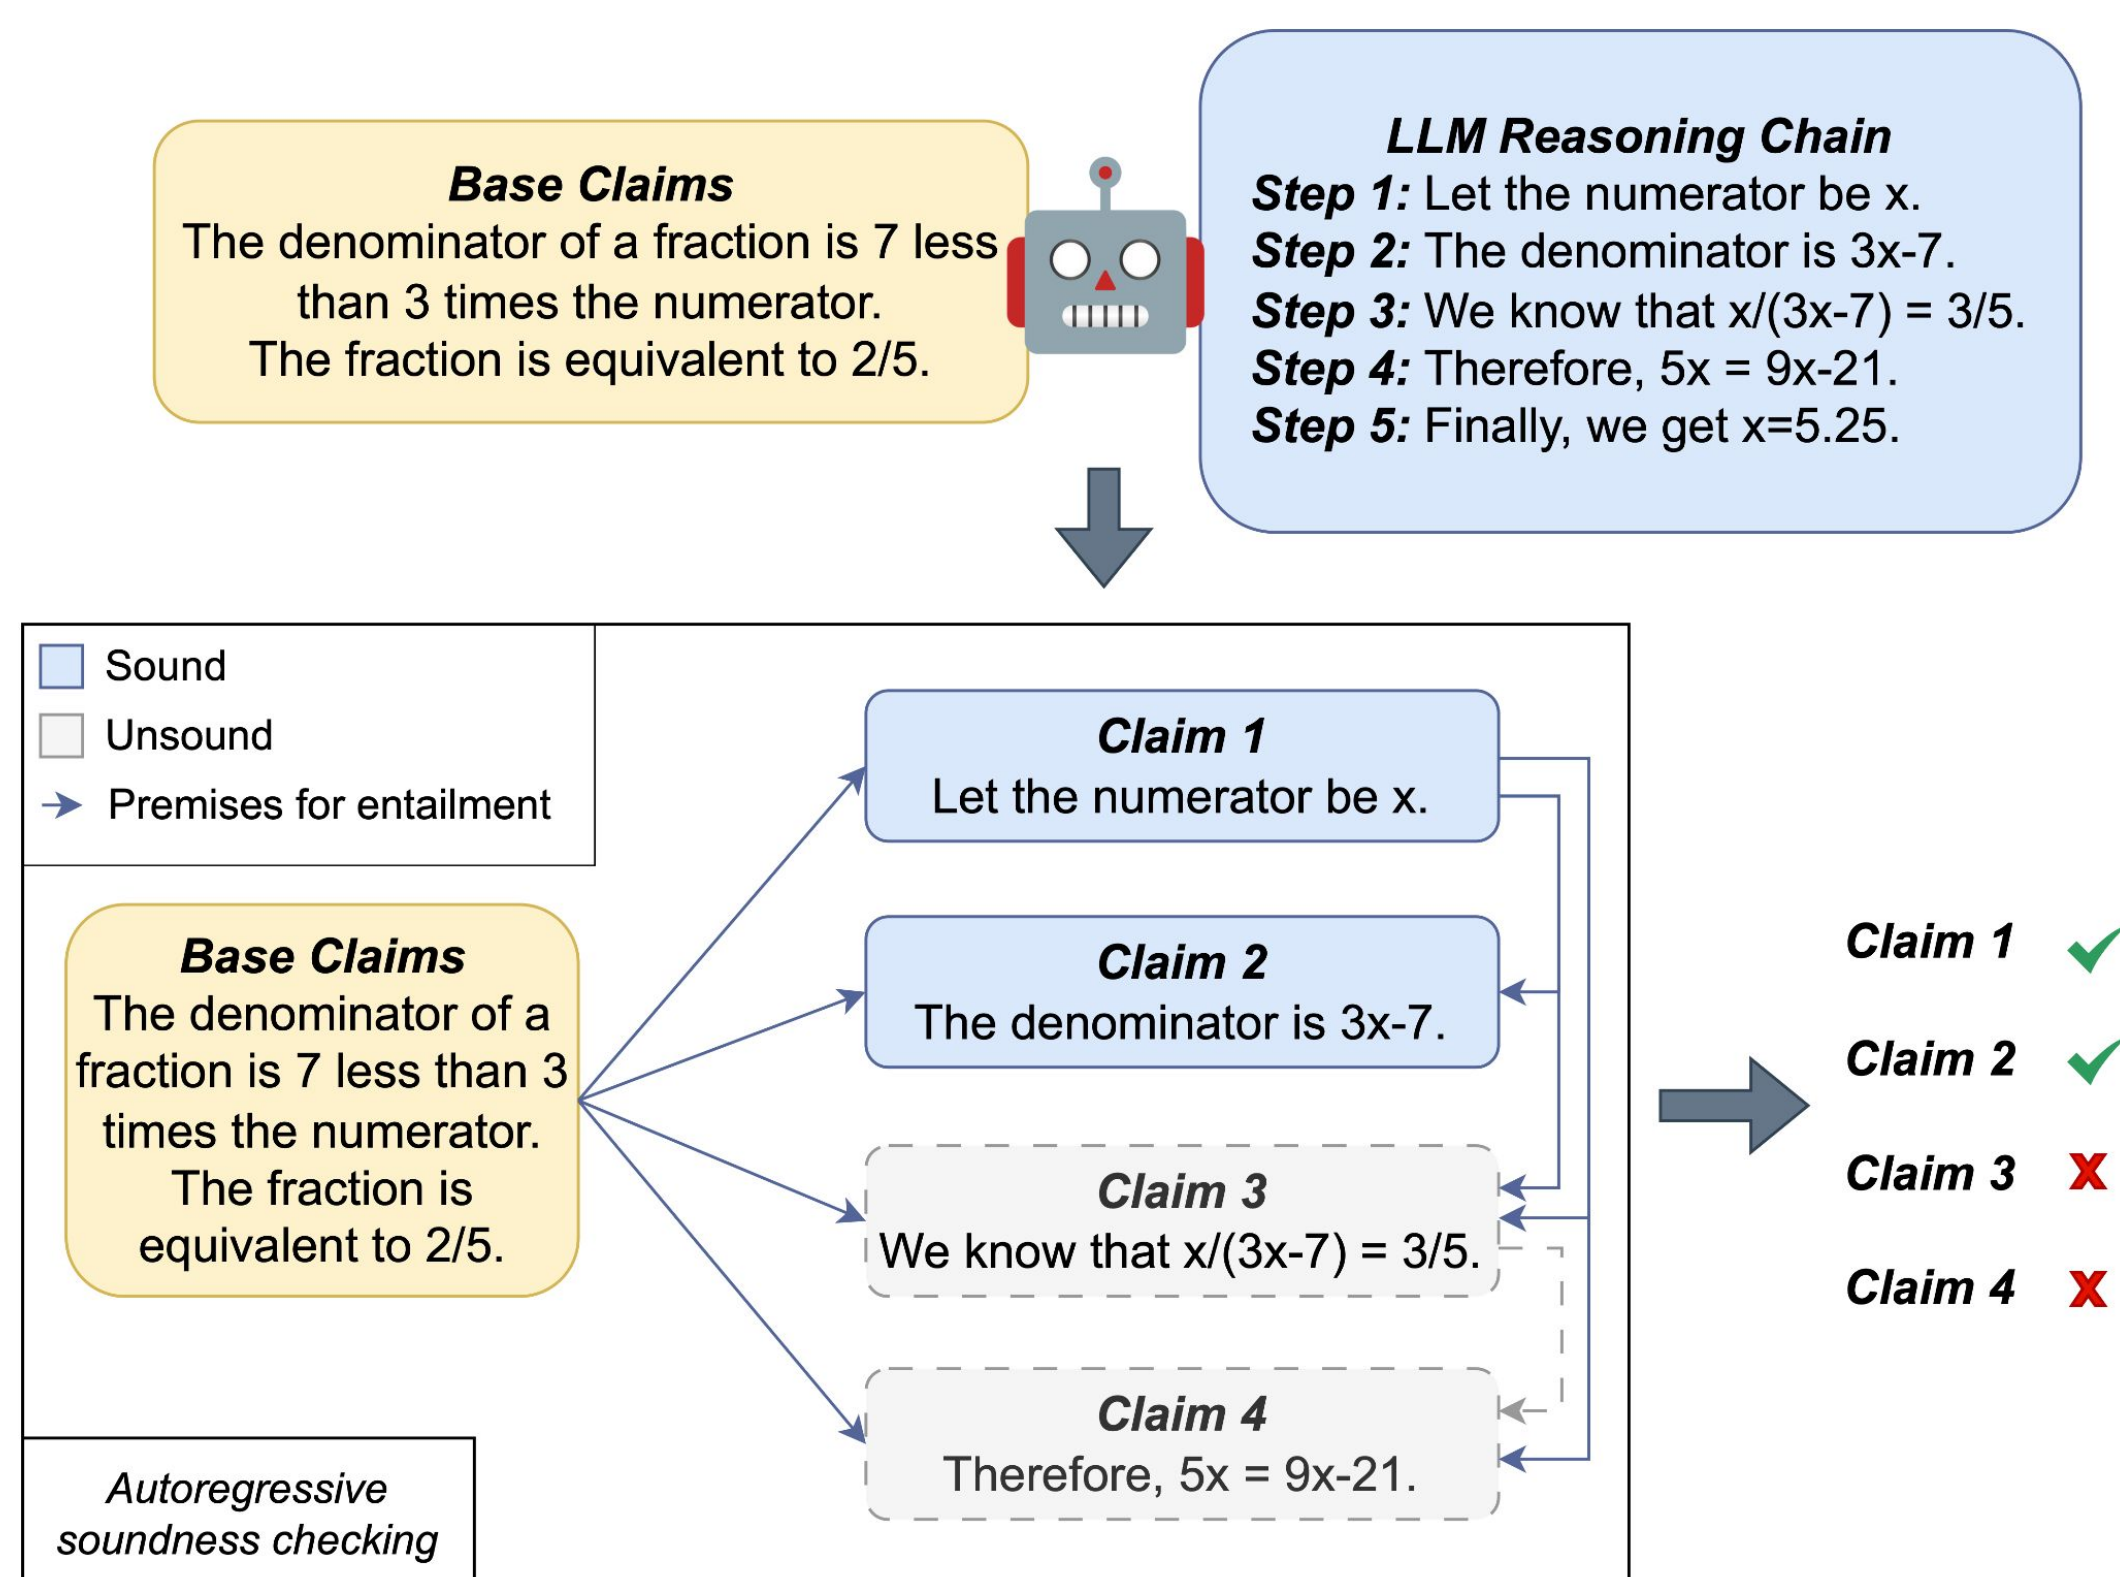 Base Claims
The denominator of a fraction is 7 less
than 3 times the numerator.
The fraction is equivalent to 2/5.
LLM Reasoning Chain
Step 1: Let the numerator be x.
Step 2: The denominator is 3x-7.
Step 3: We know that x/(3x-7) = 3/5.
Step 4: Therefore, 5x = 9x-21.
Step 5: Finally, we get x=5.25.
Sound
Unsound
Premises for entailment
Base Claims
The denominator of a
fraction is 7 less than 3
times the numerator.
The fraction is
equivalent to 2/5.
Claim 1
Let the numerator be x.
Claim 2
The denominator is 3x-7.
Claim 3
We know that x/(3x-7) = 3/5.
Claim 4
Therefore, 5x = 9x-21.
Autoregressive
soundness checking
Claim 1
Claim 2
Claim 3
Claim 4